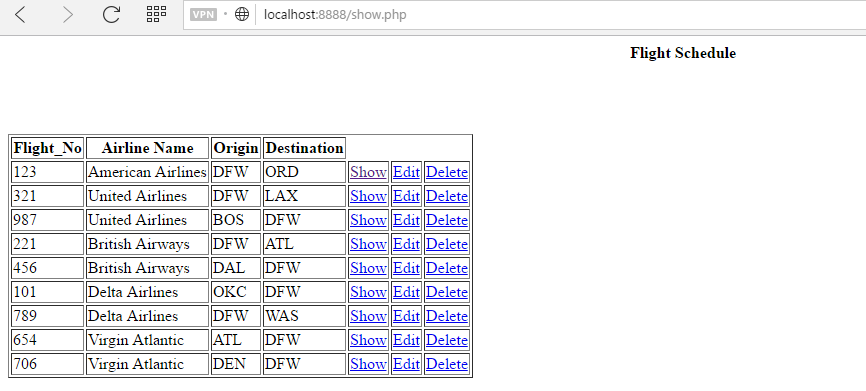 VPN localhost:8888/show.php
Flight Schedule
Flight_No Airline Name Origin Destination
123 American Airlines DFW ORD Show Edit Delete
321 United Airlines DFW LAX Show Edit Delete
987 United Airlines BOS DFW Show Edit Delete
221 British Airways DFW ATL Show Edit Delete
456 British Airways DAL DFW Show Edit Delete
101 Delta Airlines OKC DFW Show Edit Delete
789 Delta Airlines DFW WAS Show Edit Delete
654 Virgin Atlantic ATL DFW Show Edit Delete
706 Virgin Atlantic DEN DFW Show Edit Delete